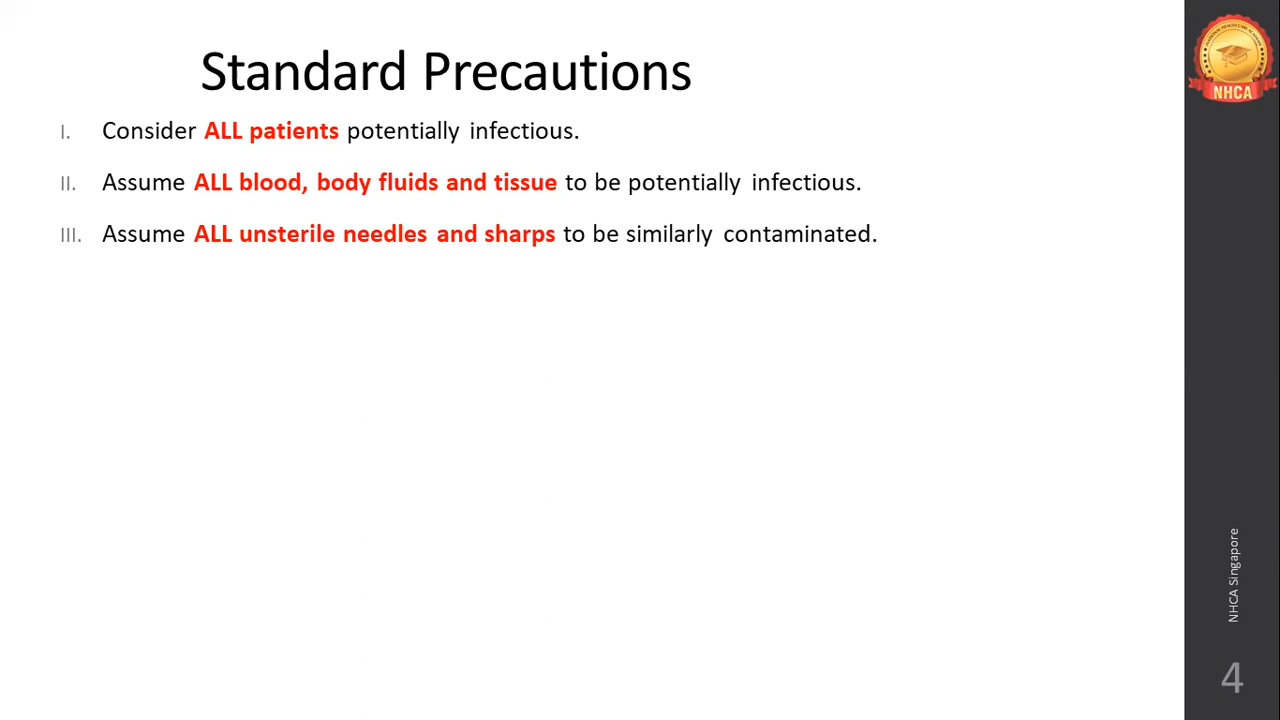 Standard Precautions
I. Consider ALL patients potentially infectious.
II. Assume ALL blood, body fluids and tissue to be potentially infectious.
III. Assume ALL unsterile needles and sharps to be similarly contaminated.
NHCA
NHCA Singapore
4